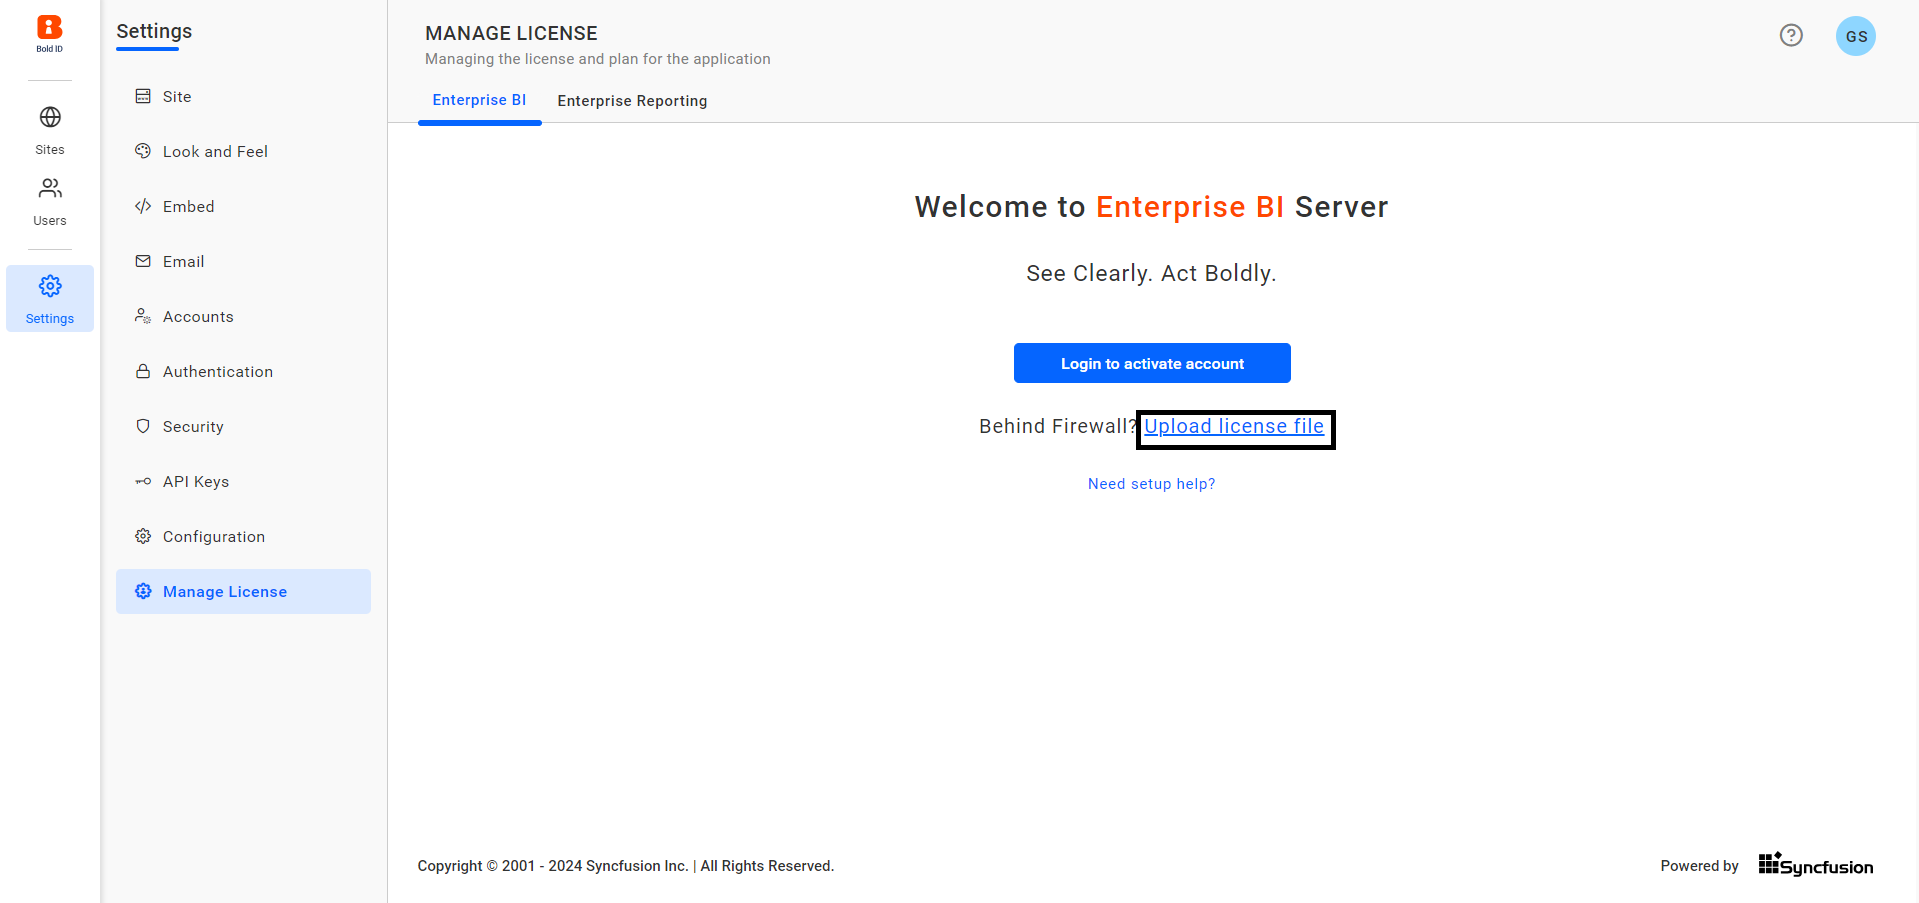 Bold ID
Sites
Users
Settings
Settings
Site
Look and Feel
Embed
Email
Accounts
Authentication
Security
API Keys
Configuration
Manage License
MANAGE LICENSE
Managing the license and plan for the application
GS
Enterprise BI
Enterprise Reporting
Welcome to Enterprise BI Server
See Clearly. Act Boldly.
Login to activate account
Behind Firewall? Upload license file
Need setup help?
Copyright © 2001 - 2024 Syncfusion Inc. | All Rights Reserved.
Powered by Syncfusion